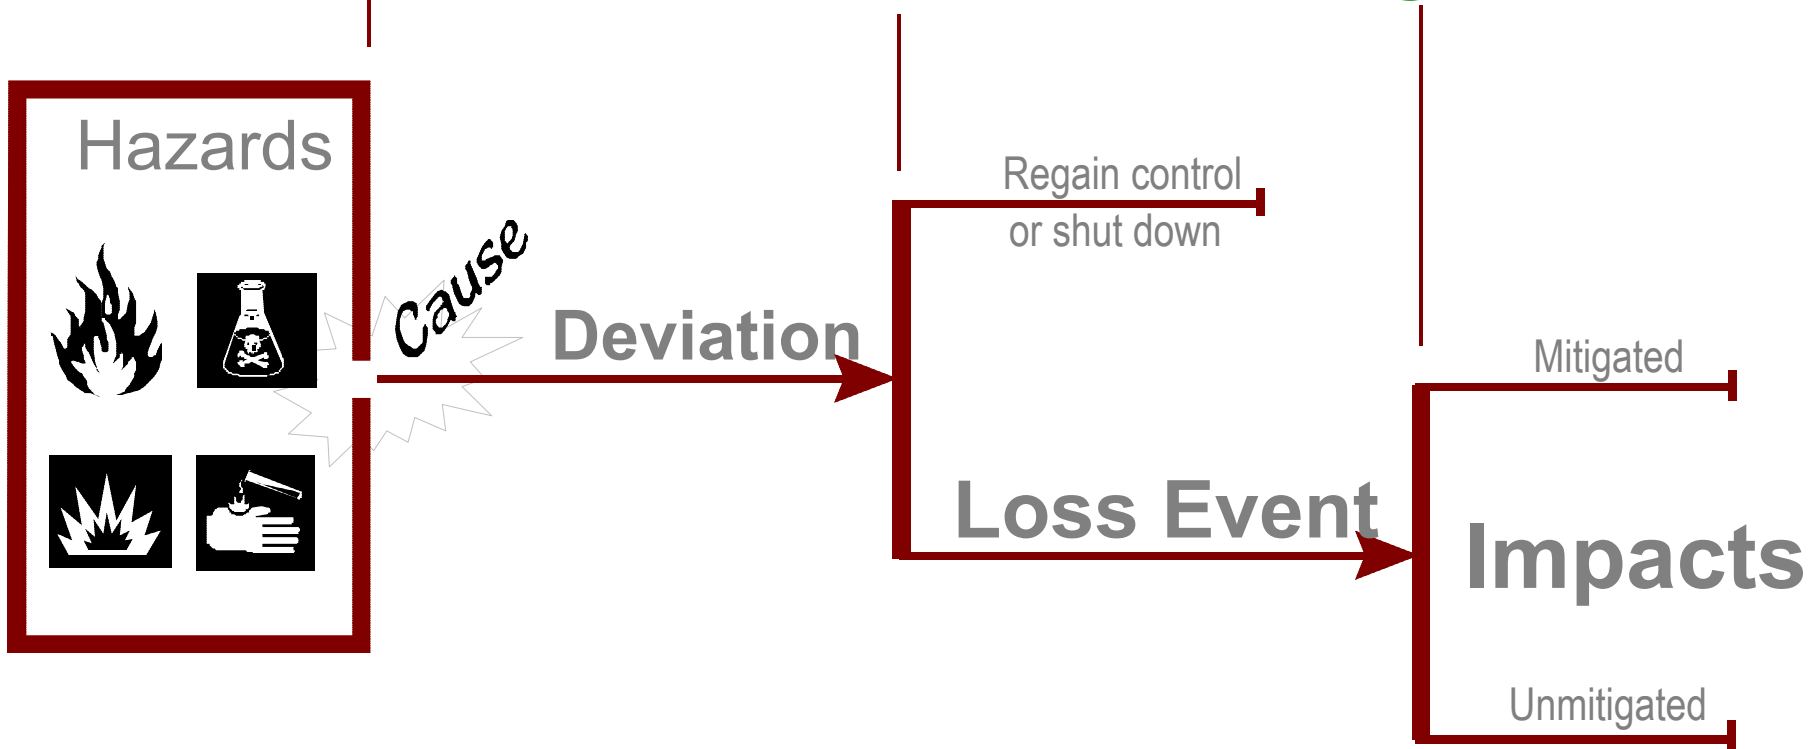 Hazards
Cause
Deviation
Regain control
or shut down
Loss Event
Mitigated
Impacts
Unmitigated